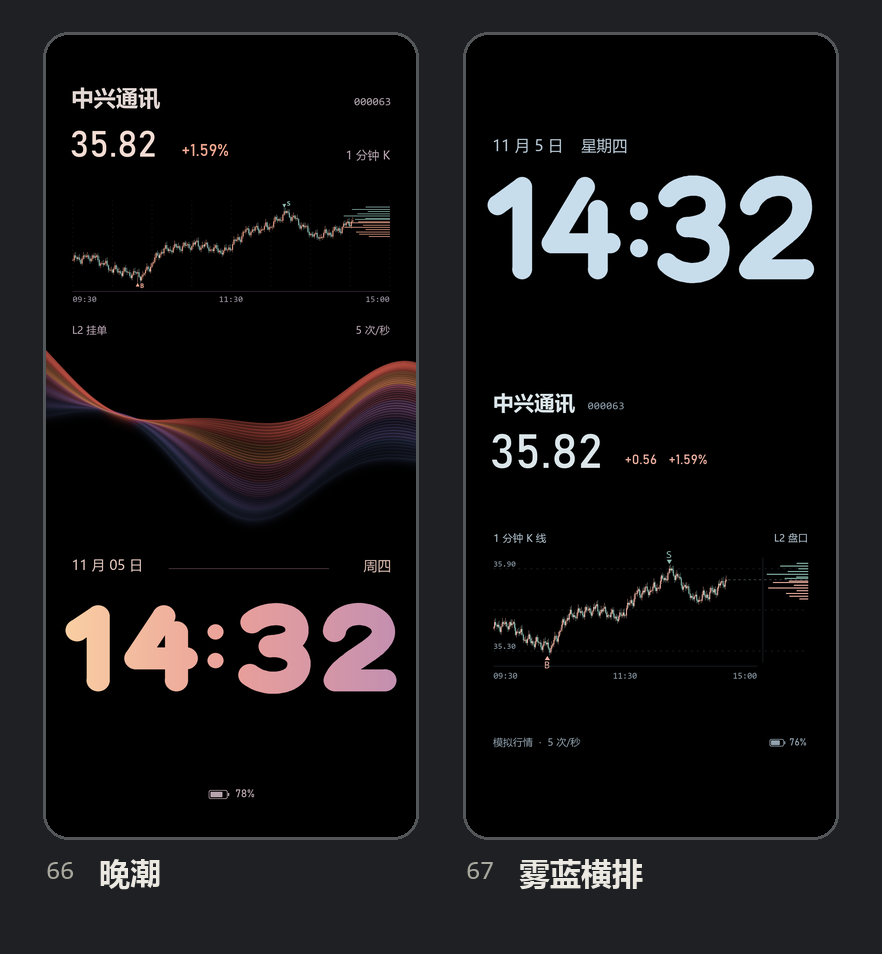 中兴通讯 000063
35.82 +1.59% 1 分钟 K
S
B
09:30 11:30 15:00
L2 挂单 5 次/秒
11 月 05 日 周四
14:32
78%
66 晚潮
11 月 5 日 星期四
14:32
中兴通讯 000063
35.82 +0.56 +1.59%
1 分钟 K 线 L2 盘口
S
35.90
35.30
B
09:30 11:30 15:00
模拟行情 · 5 次/秒 76%
67 雾蓝横排